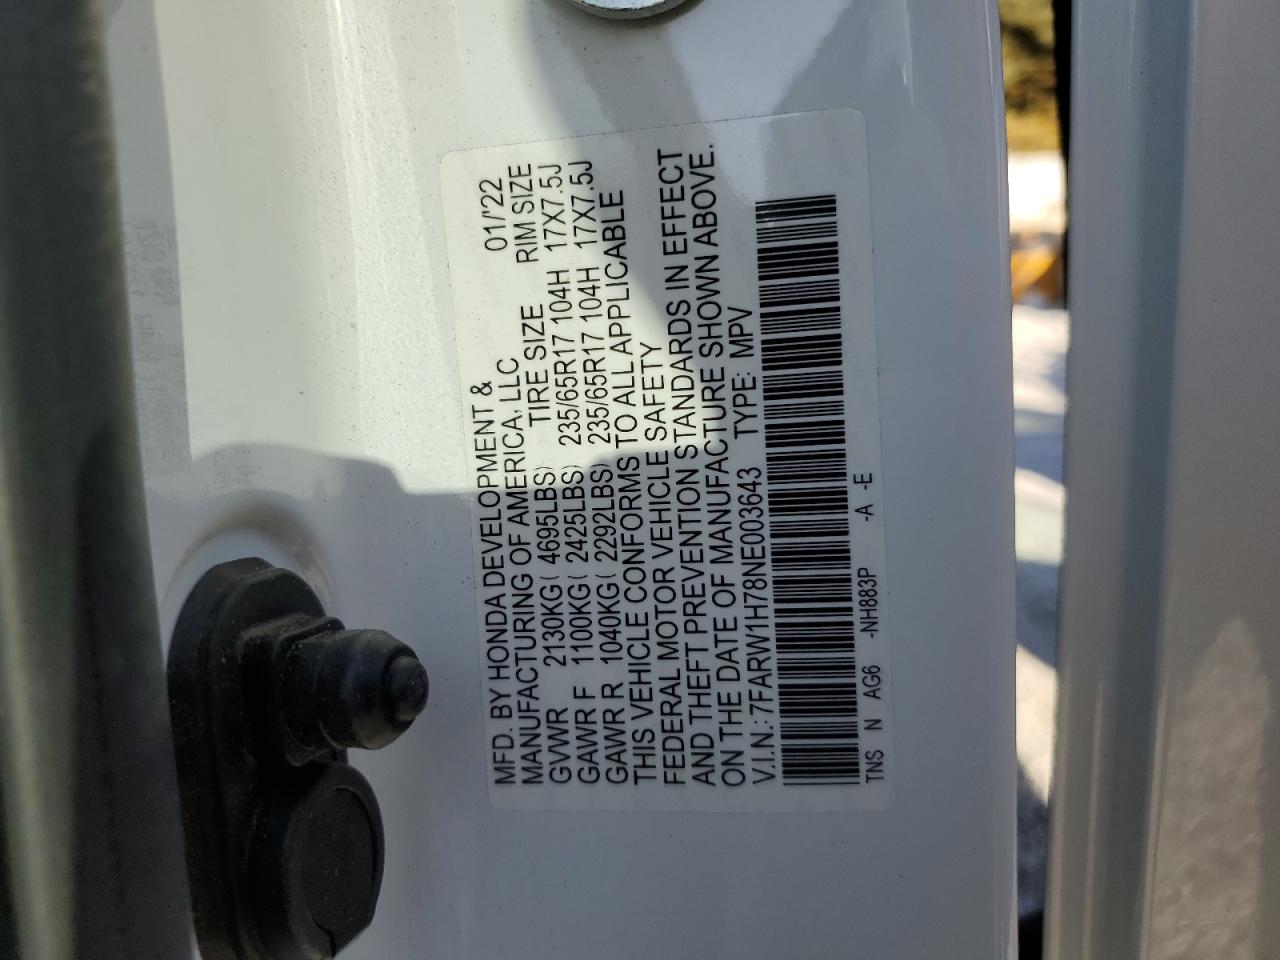 MFD. BY HONDA DEVELOPMENT &
MANUFACTURING OF AMERICA, LLC 01/'22
GVWR 2130KG( 4695LBS) TIRE SIZE RIM SIZE
GAWR F 1100KG( 2425LBS) 235/65R17 104H 17X7.5J
GAWR R 1040KG( 2292LBS) 235/65R17 104H 17X7.5J
THIS VEHICLE CONFORMS TO ALL APPLICABLE
FEDERAL MOTOR VEHICLE SAFETY
AND THEFT PREVENTION STANDARDS IN EFFECT
ON THE DATE OF MANUFACTURE SHOWN ABOVE.
V.I.N.: 7FARW1H78NE003643 TYPE: MPV
TNS N AG6 -NH883P -A -E